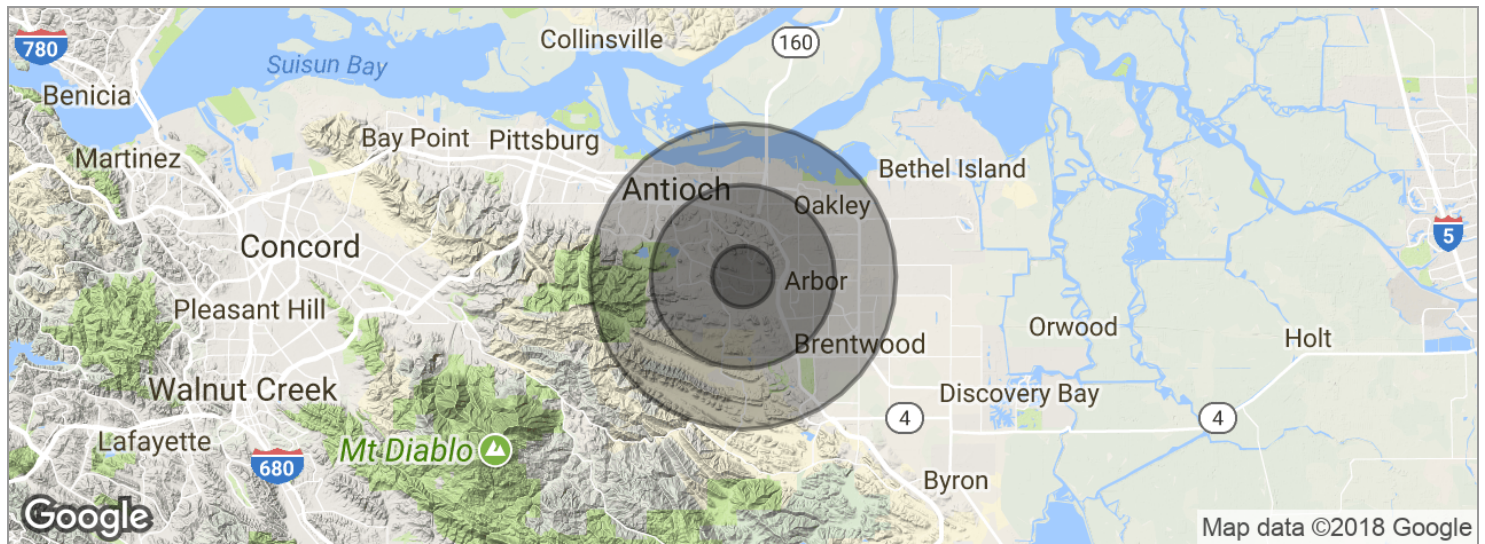 780
Collinsville
160
Suisun Bay
Benicia
Bay Point
Pittsburg
Martinez
Bethel Island
Antioch
Oakley
5
Concord
Arbor
Pleasant Hill
Orwood
Holt
Brentwood
Walnut Creek
Discovery Bay
4
4
Lafayette
Mt Diablo
680
Byron
Google
Map data ©2018 Google